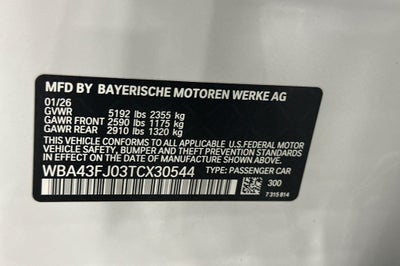 MFD BY BAYERISCHE MOTOREN WERKE AG
01/26
GVWR 5192 lbs 2355 kg
GAWR FRONT 2590 lbs 1175 kg
GAWR REAR 2910 lbs 1320 kg
THIS VEHICLE CONFORMS TO ALL APPLICABLE U.S.FEDERAL MOTOR
VEHICLE SAFETY, BUMPER, AND THEFT PREVENTION STANDARDS
IN EFFECT ON THE DATE OF MANUFACTURE SHOWN ABOVE.
WBA43FJ03TCX30544 TYPE: PASSENGER CAR
300
7 315 814